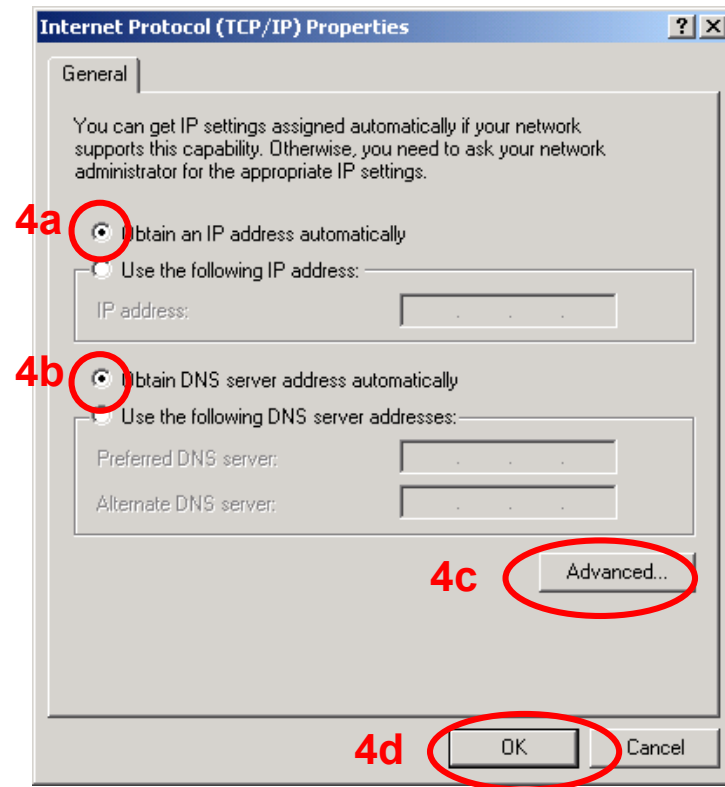 Internet Protocol (TCP/IP) Properties
General
You can get IP settings assigned automatically if your network
supports this capability. Otherwise, you need to ask your network
administrator for the appropriate IP settings.
4a Obtain an IP address automatically
Use the following IP address:
IP address:
4b Obtain DNS server address automatically
Use the following DNS server addresses:
Preferred DNS server:
Alternate DNS server:
4c Advanced...
4d OK Cancel